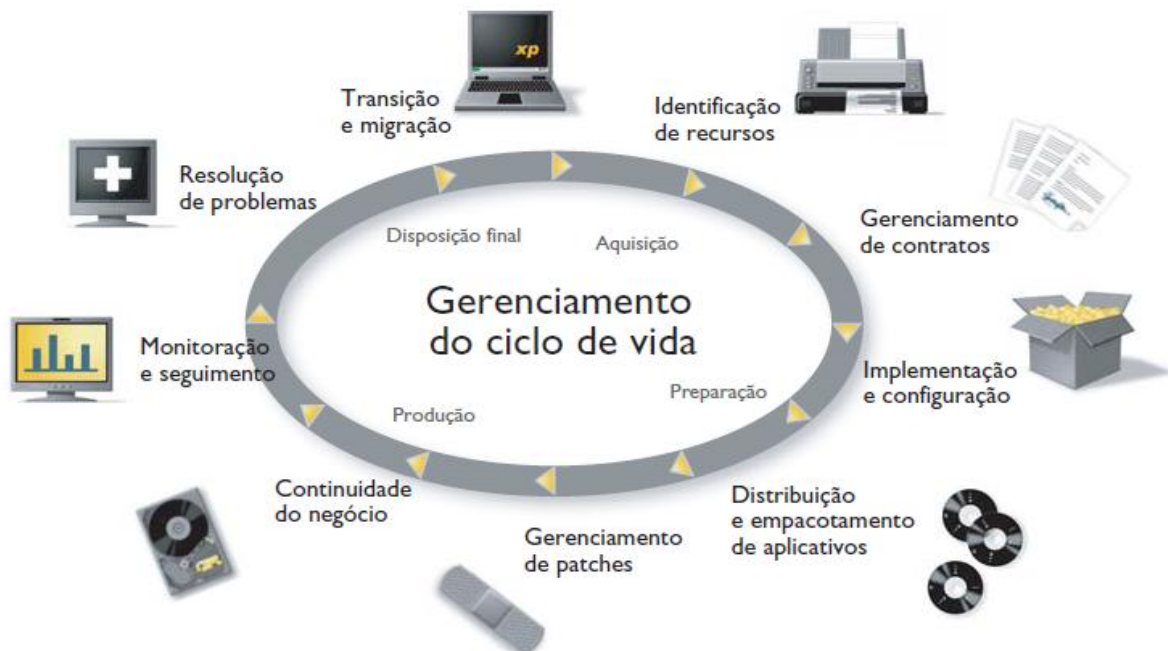 xp
Transição
e migração
Identificação
de recursos
Resolução
de problemas
Gerenciamento
de contratos
Disposição final
Aquisição
Gerenciamento
do ciclo de vida
Monitoração
e seguimento
Implementação
e configuração
Preparação
Produção
Continuidade
do negócio
Distribuição
e empacotamento
de aplicativos
Gerenciamento
de patches